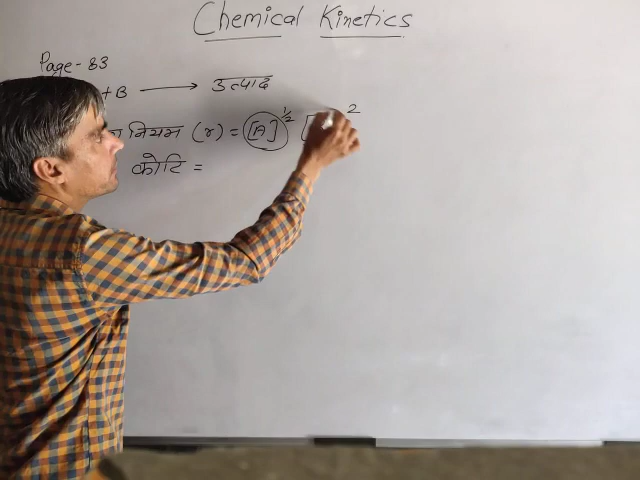 Chemical Kinetics
Page-83
+B ⟶ उत्पाद
नियम (r) = [A]^1/2 [ ^2
कोटि =